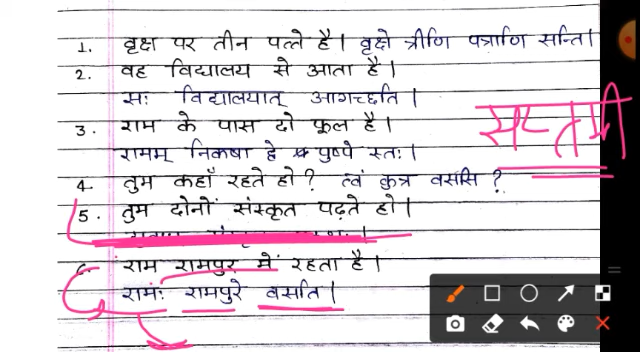 1. वृक्ष पर तीन पत्ते है। वृक्षे त्रीणि पत्राणि सन्ति।
2. वह विद्यालय से आता है।
सः विद्यालयात् आगच्छति।
3. राम के पास दो फूल है।
रामम् निकषा द्वे पुष्पे स्तः।
सप्तमी
4. तुम कहाँ रहते हो? त्वं कुत्र वससि?
5. तुम दोनों संस्कृत पढ़ते हो।
6. राम रामपुर में रहता है।
रामः रामपुरे वसति।